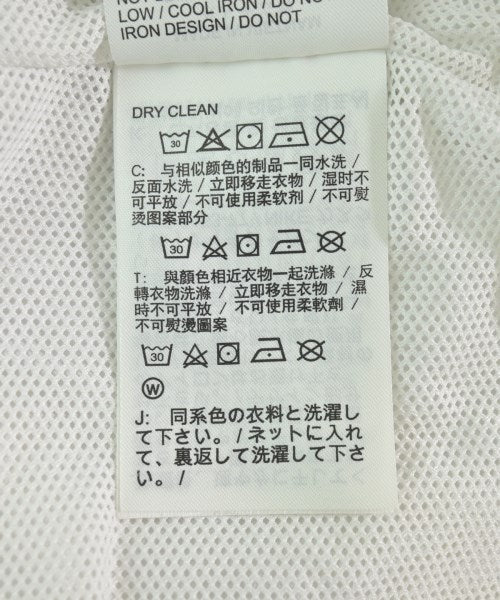 LOW / COOL IRON / DO NO
IRON DESIGN / DO NOT
DRY CLEAN
30
C: 与相似颜色的制品一同水洗 /
反面水洗 / 立即移走衣物 / 湿时不
可平放 / 不可使用柔软剂 / 不可熨
烫图案部分
30
T: 與顏色相近衣物一起洗滌 / 反
轉衣物洗滌 / 立即移走衣物 / 濕
時不可平放 / 不可使用柔軟劑 /
不可熨燙圖案
30
W
J: 同系色の衣料と洗濯し
て下さい。/ ネットに入れ
て、裏返して洗濯して下さ
い。/